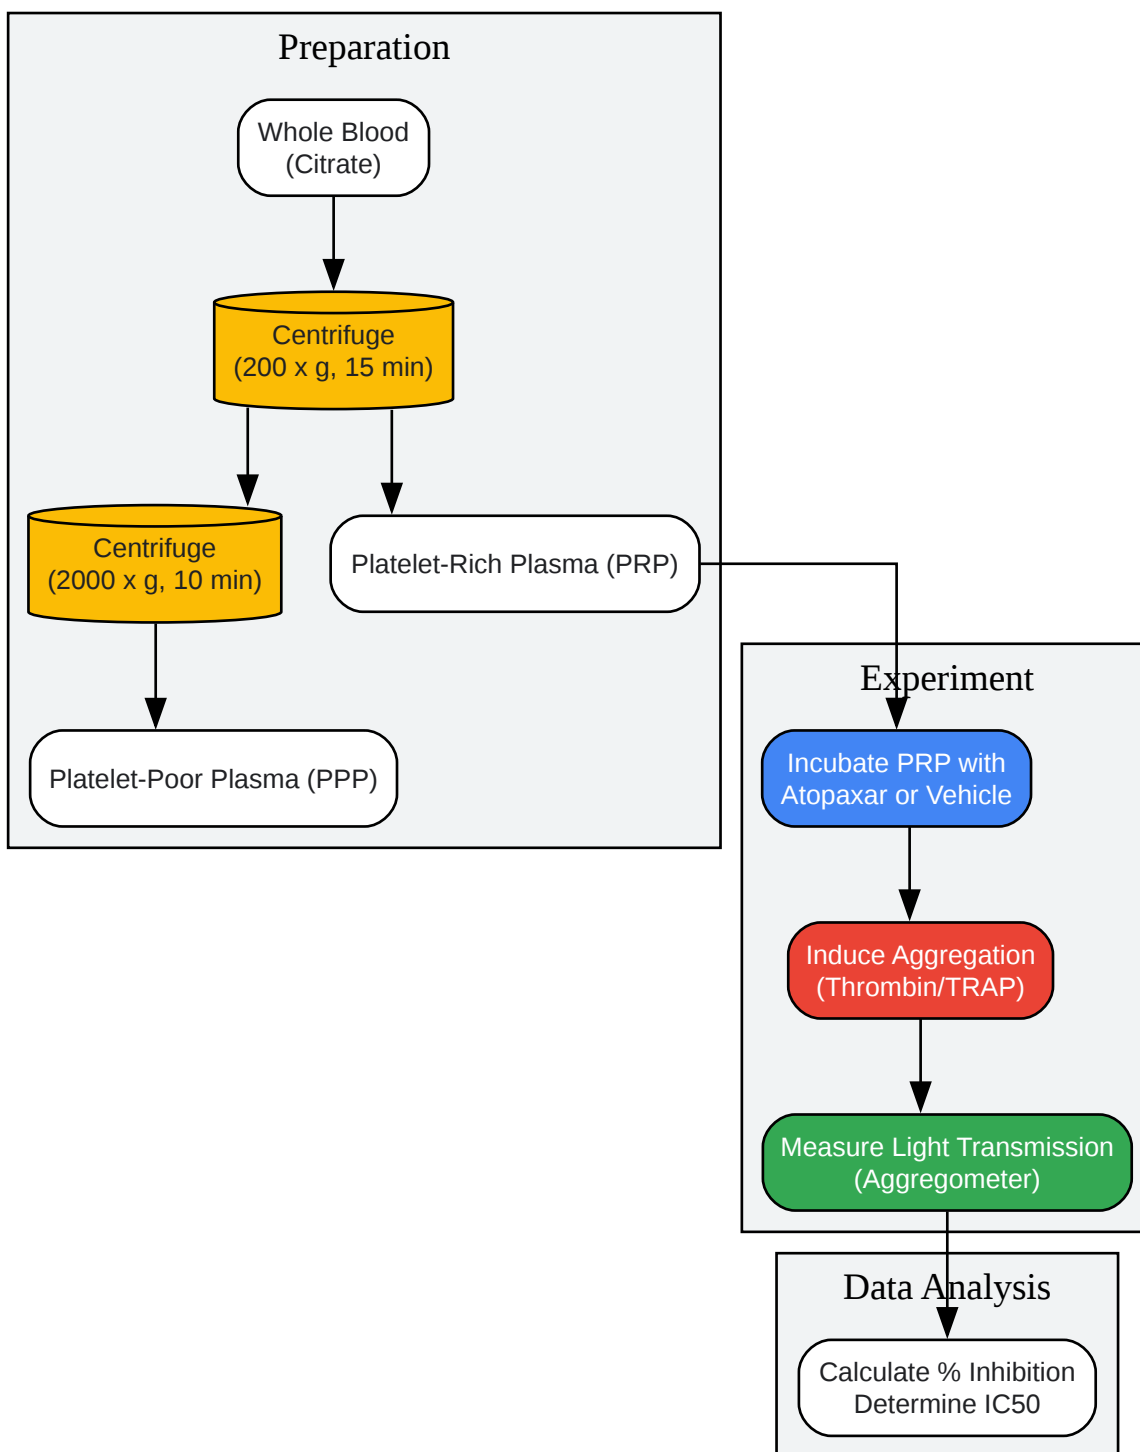 Preparation
Whole Blood
(Citrate)
Centrifuge
(200 x g, 15 min)
Centrifuge
(2000 x g, 10 min)
Platelet-Rich Plasma (PRP)
Platelet-Poor Plasma (PPP)
Experiment
Incubate PRP with
Atopaxar or Vehicle
Induce Aggregation
(Thrombin/TRAP)
Measure Light Transmission
(Aggregometer)
Data Analysis
Calculate % Inhibition
Determine IC50